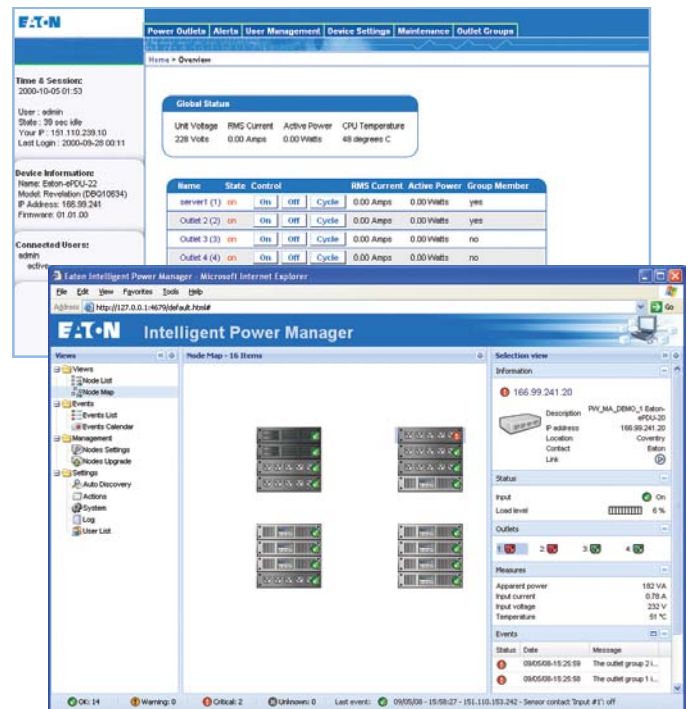 EATON
Power Outlets Alerts User Management Device Settings Maintenance Outlet Groups
Home > Overview
Time & Session:
2000-10-05 01:53
User : admin
State : 39 sec idle
Your IP : 151.110.239.10
Last Login : 2000-09-28 00:11
Device Information:
Name: Eaton-ePDU-22
Model: Revelation (DBQ10634)
IP Address: 166.99.241
Firmware: 01.01.00
Connected Users:
admin
active
Global Status
Unit Voltage RMS Current Active Power CPU Temperature
228 Volts 0.00 Amps 0.00 Watts 48 degrees C
Name State Control RMS Current Active Power Group Member
server1 (1) on On Off Cycle 0.00 Amps 0.00 Watts yes
Outlet 2 (2) on On Off Cycle 0.00 Amps 0.00 Watts yes
Outlet 3 (3) on On Off Cycle 0.00 Amps 0.00 Watts no
Outlet 4 (4) on On Off Cycle 0.00 Amps 0.00 Watts no
Eaton Intelligent Power Manager - Microsoft Internet Explorer
File Edit View Favorites Tools Help
Address http://127.0.0.1:4679/default.html# Go
EATON Intelligent Power Manager
Views
Views
Node List
Node Map
Events
Events List
Events Calendar
Management
Nodes Settings
Nodes Upgrade
Settings
Auto Discovery
Actions
System
Log
User List
Node Map - 16 Items
Selection view
Information
166.99.241.20
Description PW_MA_DEMO_1 Eaton-ePDU-20
IP address 166.99.241.20
Location Coventry
Contact Eaton
Link
Status
Input On
Load level 6 %
Outlets
1 2 3 4
Measures
Apparent power 182 VA
Input current 0.78 A
Input voltage 232 V
Temperature 51 °C
Events
Status Date Message
09/05/08-15:25:59 The outlet group 2 i...
09/05/08-15:25:58 The outlet group 1 i...
OK: 14 Warning: 0 Critical: 2 Unknown: 0 Last event: 09/05/08 - 15:58:27 - 151.110.153.242 - Sensor contact 'Input #1': off